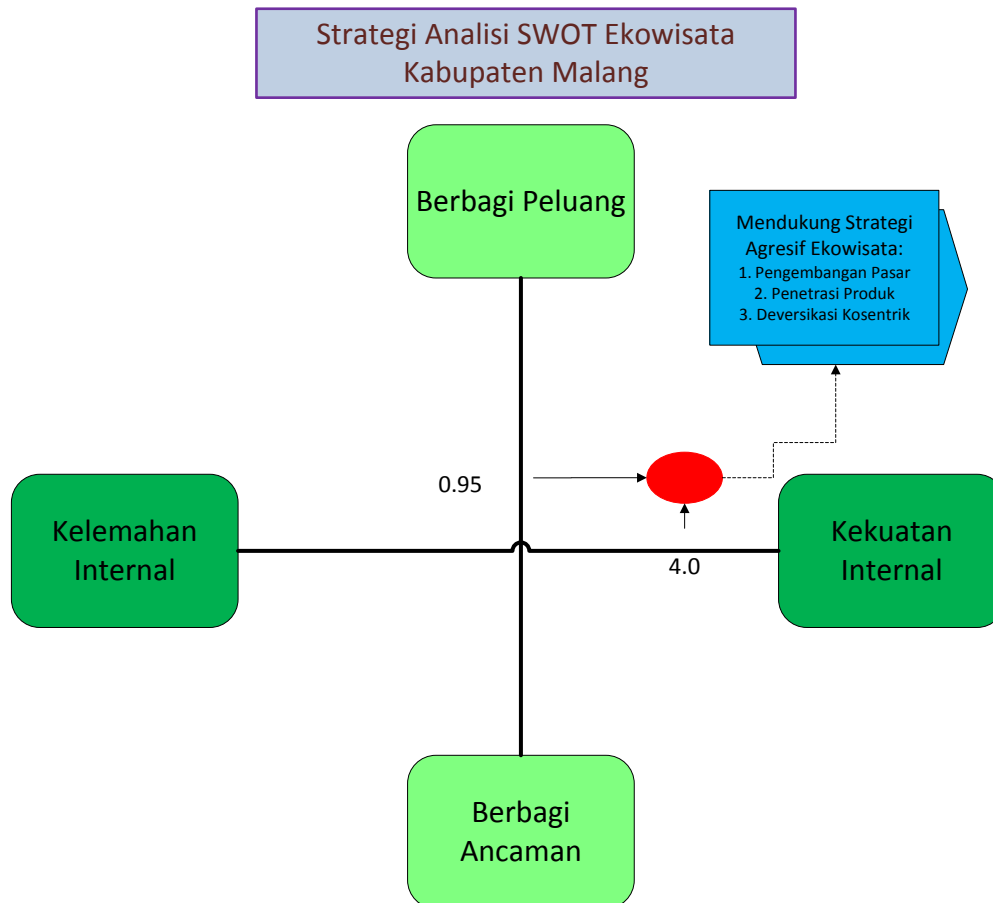 Strategi Analisi SWOT Ekowisata
Kabupaten Malang
Berbagi Peluang
Mendukung Strategi
Agresif Ekowisata:
1. Pengembangan Pasar
2. Penetrasi Produk
3. Deversikasi Kosentrik
0.95
Kelemahan
Internal
4.0
Kekuatan
Internal
Berbagi
Ancaman